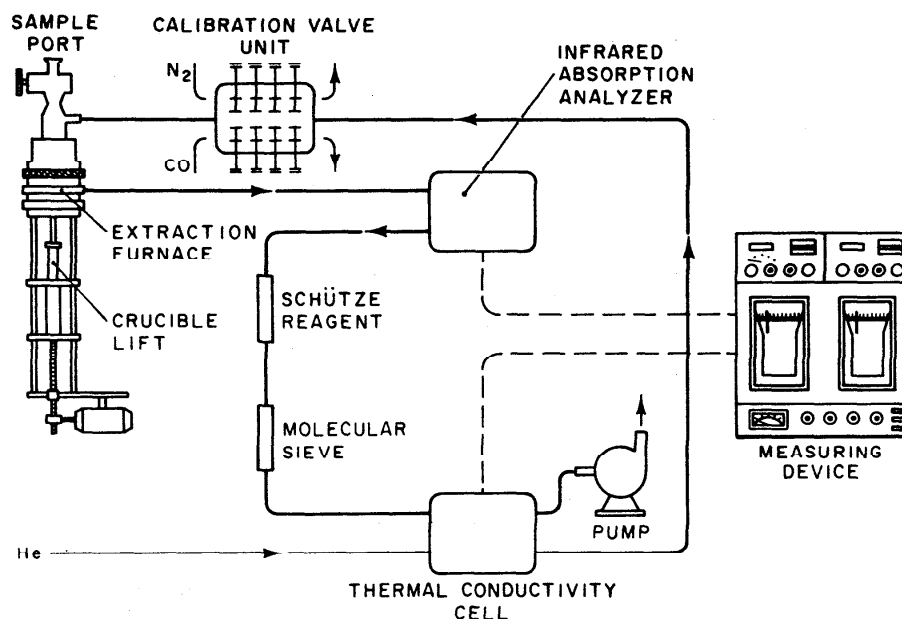 SAMPLE
PORT
CALIBRATION VALVE
UNIT
N2
CO
INFRARED
ABSORPTION
ANALYZER
EXTRACTION
FURNACE
CRUCIBLE
LIFT
SCHÜTZE
REAGENT
MOLECULAR
SIEVE
MEASURING
DEVICE
PUMP
He
THERMAL CONDUCTIVITY
CELL